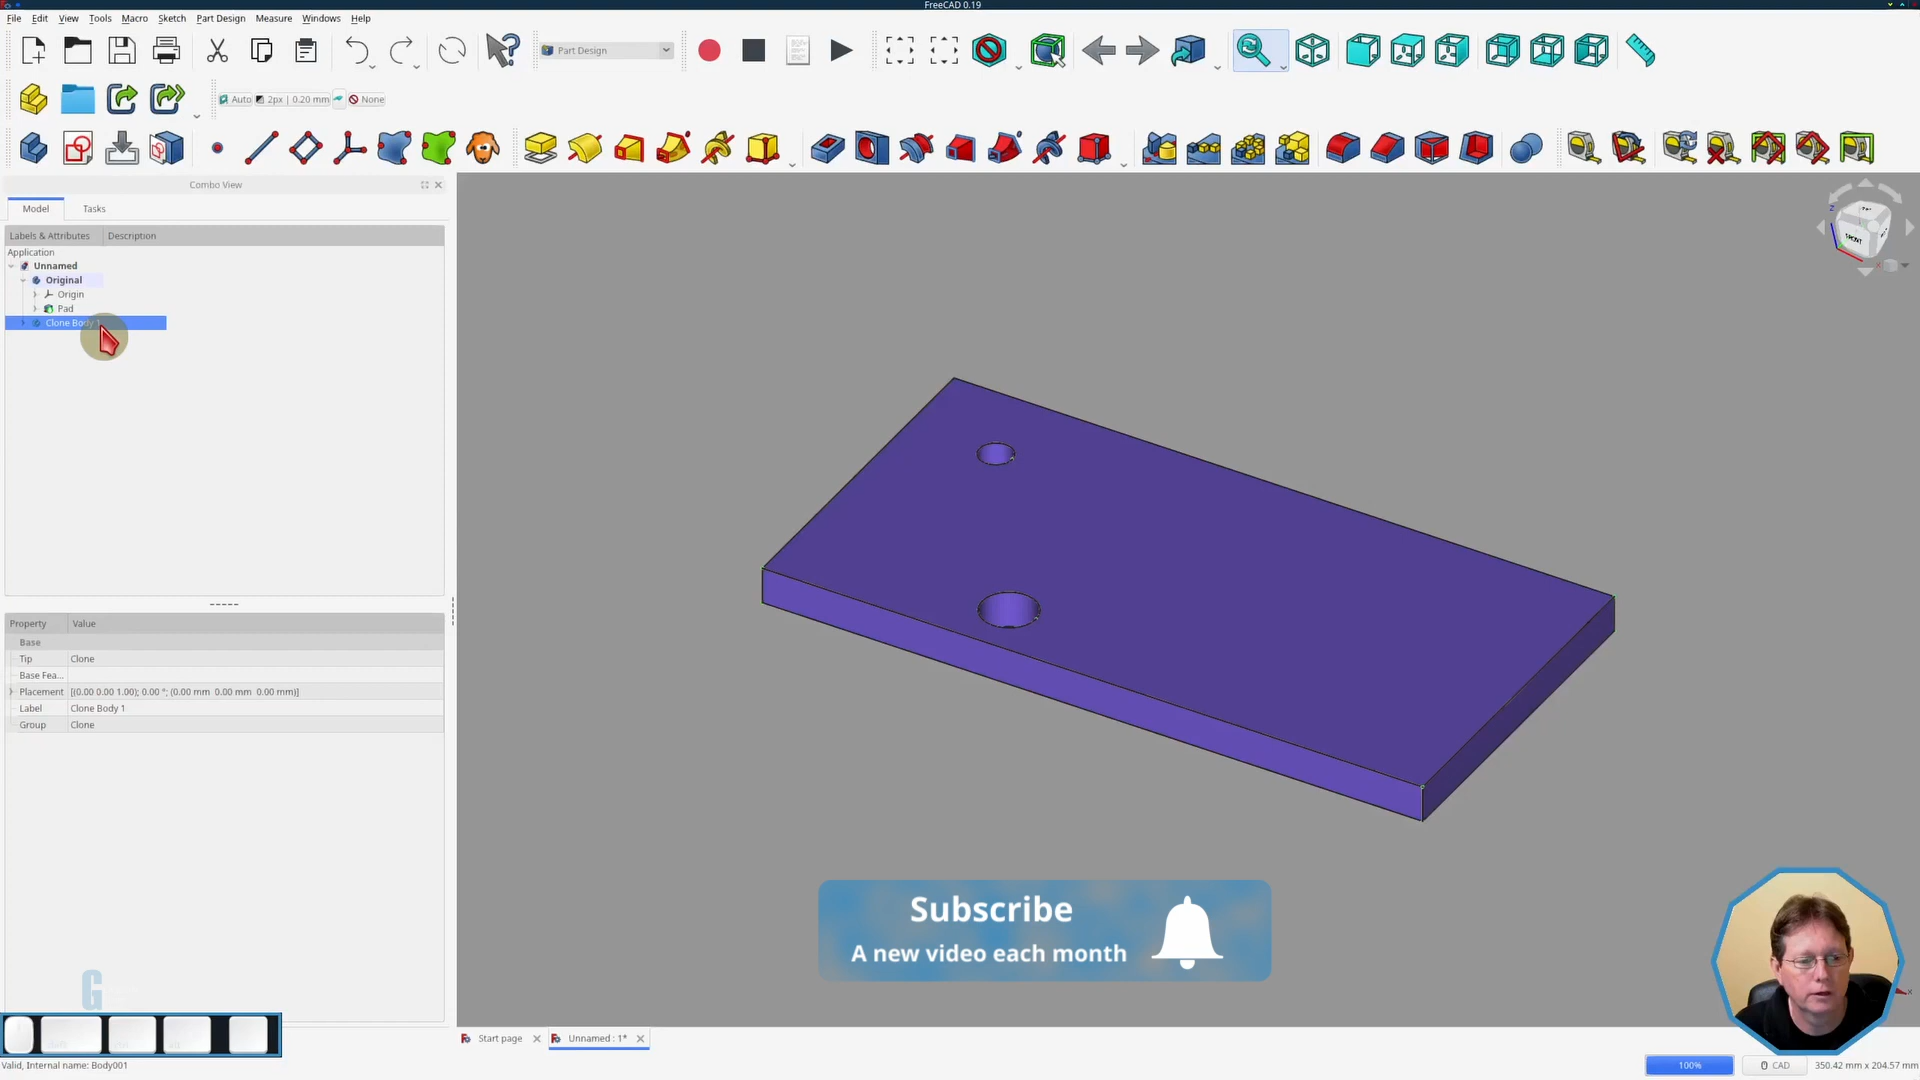 FreeCAD 0.19
File Edit View Tools Macro Sketch Part Design Measure Windows Help
Part Design
Auto 2px | 0.20 mm None
Combo View
Model Tasks
Labels & Attributes Description
Application
Unnamed
Original
Origin
Pad
Clone Body 1
Property Value
Base
Tip Clone
Base Fea...
Placement [(0.00 0.00 1.00); 0.00 °; (0.00 mm 0.00 mm 0.00 mm)]
Label Clone Body 1
Group Clone
FRONT
Z
Subscribe
A new video each month
G
Start page Unnamed : 1*
Valid, Internal name: Body001
100% CAD 350.42 mm x 204.57 mm